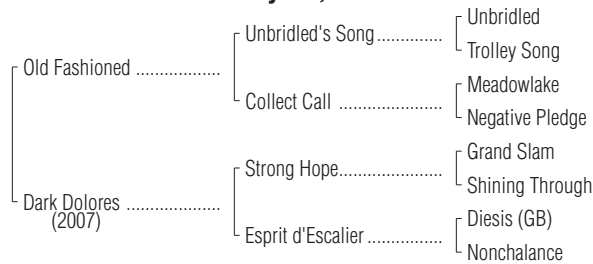 Unbridled
Unbridled's Song..............
Trolley Song
Old Fashioned ..................
Meadowlake
Collect Call ......................
Negative Pledge
Grand Slam
Strong Hope......................
Shining Through
Dark Dolores ....................
(2007)
Diesis (GB)
Esprit d'Escalier................
Nonchalance